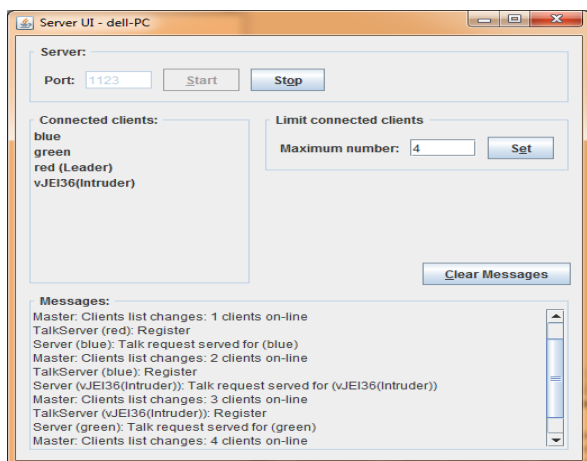 Server UI - dell-PC
Server:
Port: 1123 Start Stop
Connected clients:
blue
green
red (Leader)
vJEI36(Intruder)
Limit connected clients
Maximum number: 4 Set
Clear Messages
Messages:
Master: Clients list changes: 1 clients on-line
TalkServer (red): Register
Server (blue): Talk request served for (blue)
Master: Clients list changes: 2 clients on-line
TalkServer (blue): Register
Server (vJEI36(Intruder)): Talk request served for (vJEI36(Intruder))
Master: Clients list changes: 3 clients on-line
TalkServer (vJEI36(Intruder)): Register
Server (green): Talk request served for (green)
Master: Clients list changes: 4 clients on-line